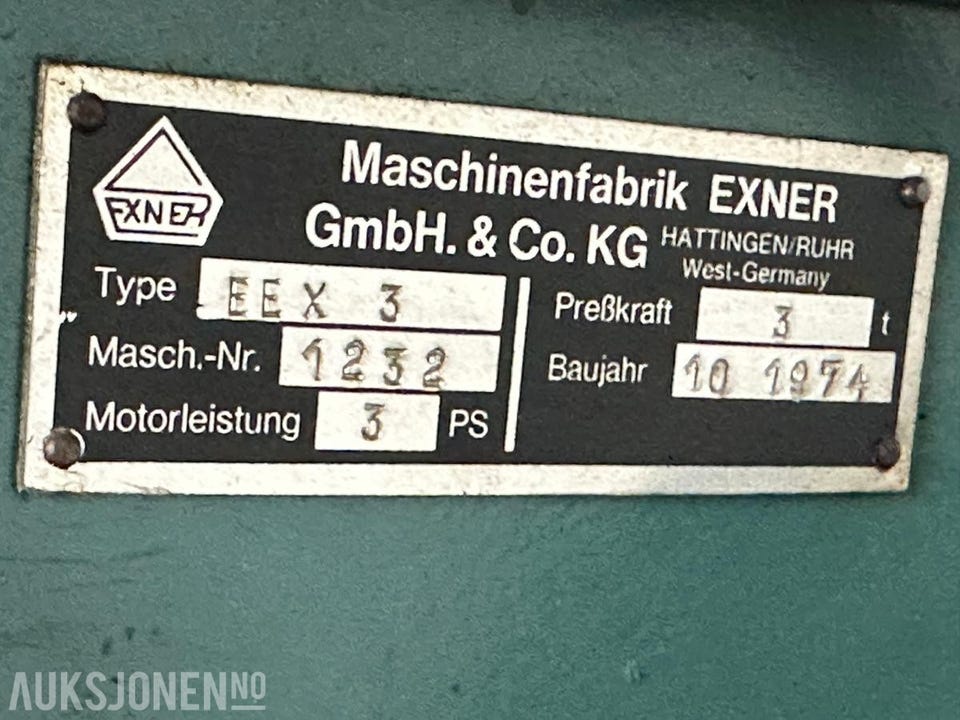 EXNER
Maschinenfabrik EXNER
GmbH. & Co. KG HATTINGEN/RUHR
West-Germany
Type EEX 3
Masch.-Nr. 1232
Motorleistung 3 PS
Preßkraft 3 t
Baujahr 10 1974
AUKSJONEN.NO